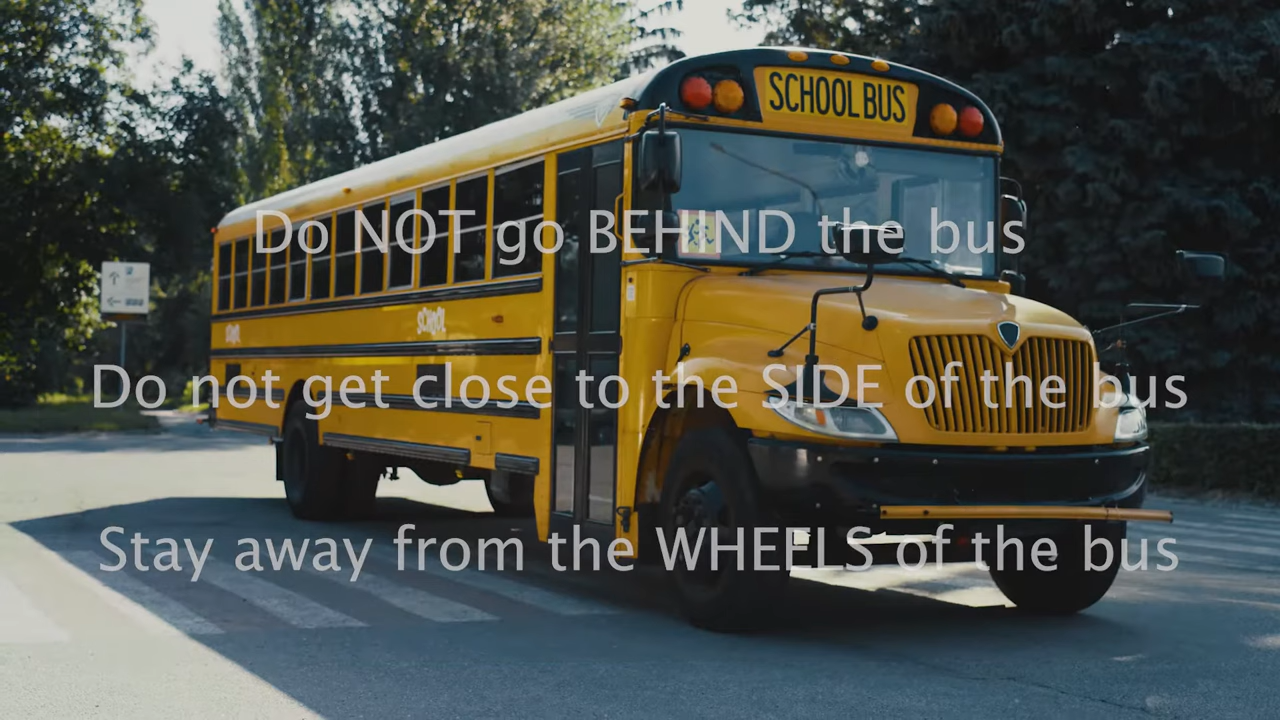 SCHOOL BUS
Do NOT go BEHIND the bus
SCHOOL
Do not get close to the SIDE of the bus
Stay away from the WHEELS of the bus